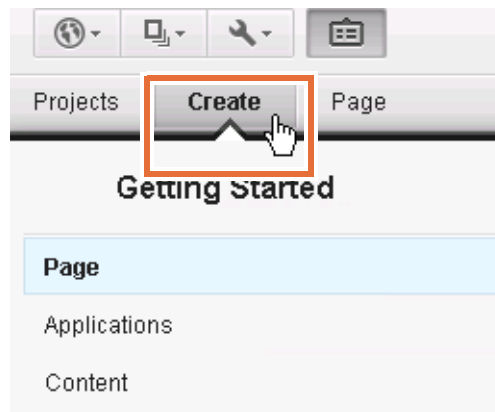 Projects Create Page
Getting Started
Page
Applications
Content